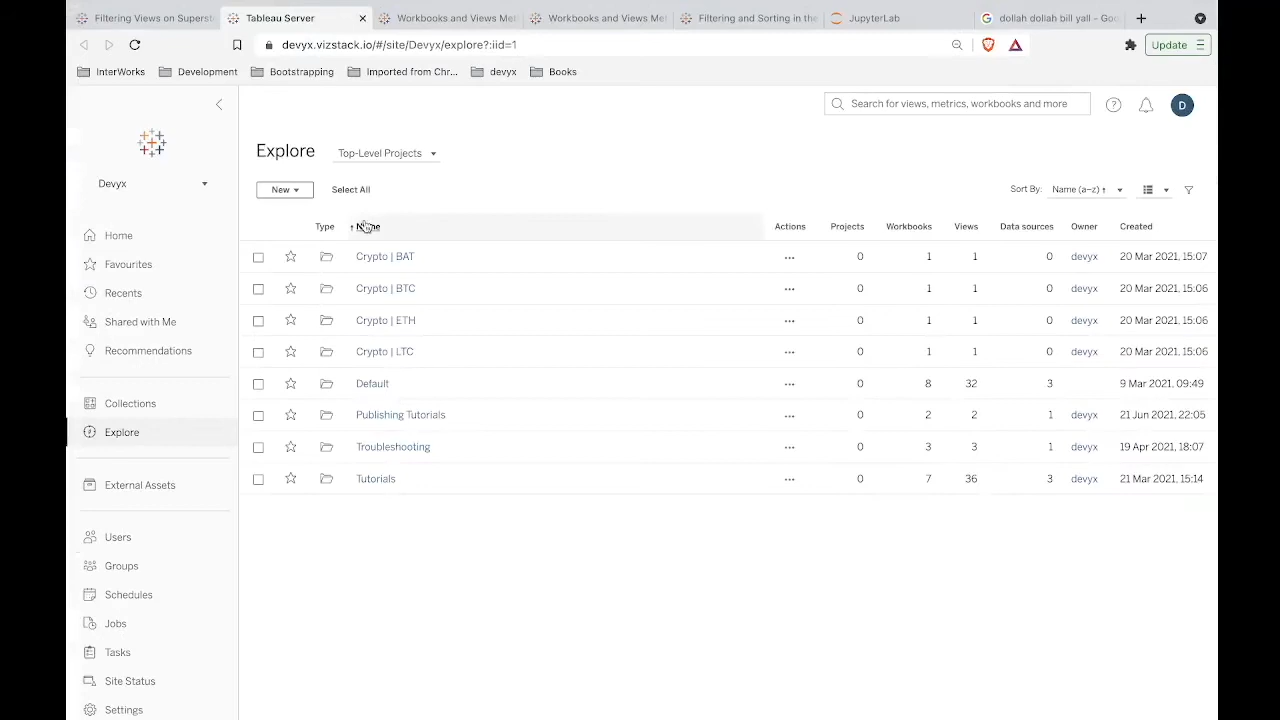 Filtering Views on Superst Tableau Server Workbooks and Views Met Workbooks and Views Met Filtering and Sorting in the JupyterLab dollah dollah bill yall – Goo
devyx.vizstack.io/#/site/Devyx/explore?:iid=1 Update
InterWorks Development Bootstrapping Imported from Chr... devyx Books
Search for views, metrics, workbooks and more D
Explore Top-Level Projects
Devyx
New Select All Sort By: Name (a–z) ↑
Type ↑ Name Actions Projects Workbooks Views Data sources Owner Created
Home
Crypto | BAT ... 0 1 1 0 devyx 20 Mar 2021, 15:07
Favourites
Crypto | BTC ... 0 1 1 0 devyx 20 Mar 2021, 15:06
Recents
Crypto | ETH ... 0 1 1 0 devyx 20 Mar 2021, 15:06
Shared with Me
Crypto | LTC ... 0 1 1 0 devyx 20 Mar 2021, 15:06
Recommendations
Default ... 0 8 32 3 devyx 9 Mar 2021, 09:49
Collections
Publishing Tutorials ... 0 2 2 1 devyx 21 Jun 2021, 22:05
Explore
Troubleshooting ... 0 3 3 1 devyx 19 Apr 2021, 18:07
Tutorials ... 0 7 36 3 devyx 21 Mar 2021, 15:14
External Assets
Users
Groups
Schedules
Jobs
Tasks
Site Status
Settings